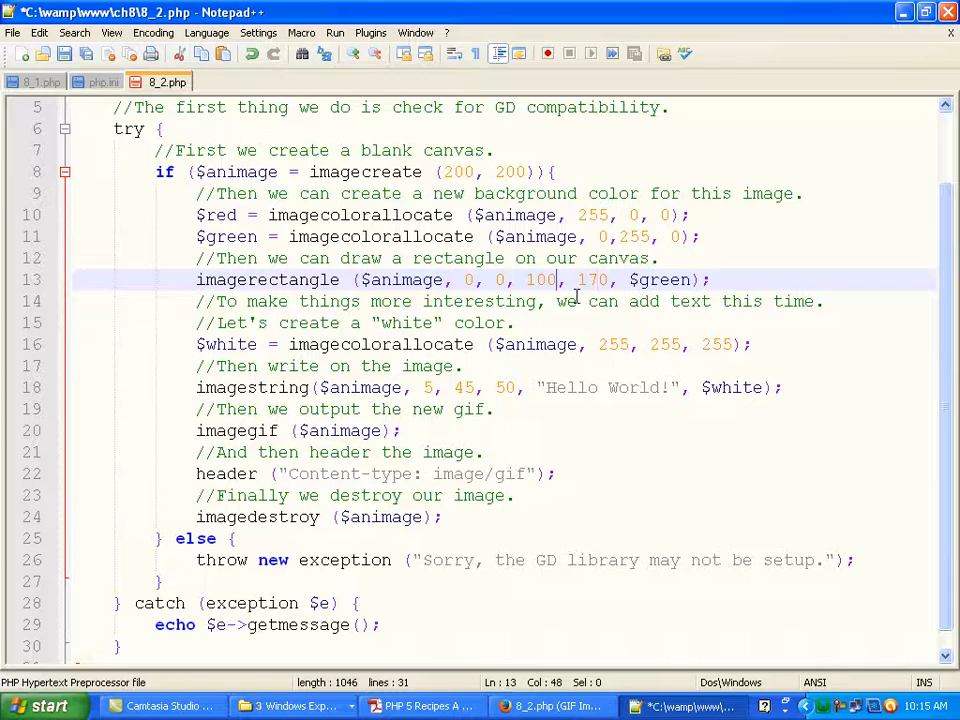 *C:\wamp\www\ch8\8_2.php - Notepad++
File Edit Search View Encoding Language Settings Macro Run Plugins Window ? X
8_1.php php.ini 8_2.php
5 //The first thing we do is check for GD compatibility.
6 try {
7 //First we create a blank canvas.
8 if ($animage = imagecreate (200, 200)){
9 //Then we can create a new background color for this image.
10 $red = imagecolorallocate ($animage, 255, 0, 0);
11 $green = imagecolorallocate ($animage, 0,255, 0);
12 //Then we can draw a rectangle on our canvas.
13 imagerectangle ($animage, 0, 0, 100, 170, $green);
14 //To make things more interesting, we can add text this time.
15 //Let's create a "white" color.
16 $white = imagecolorallocate ($animage, 255, 255, 255);
17 //Then write on the image.
18 imagestring($animage, 5, 45, 50, "Hello World!", $white);
19 //Then we output the new gif.
20 imagegif ($animage);
21 //And then header the image.
22 header ("Content-type: image/gif");
23 //Finally we destroy our image.
24 imagedestroy ($animage);
25 } else {
26 throw new exception ("Sorry, the GD library may not be setup.");
27 }
28 } catch (exception $e) {
29 echo $e->getmessage();
30 }
PHP Hypertext Preprocessor file length : 1046 lines : 31 Ln : 13 Col : 48 Sel : 0 Dos\Windows ANSI INS
start Camtasia Studio ... 3 Windows Exp... PHP 5 Recipes A ... 8_2.php (GIF Im... *C:\wamp\www\... 10:15 AM